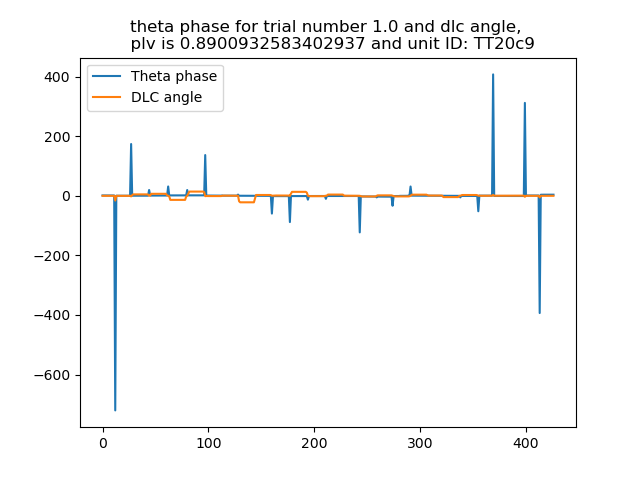 theta phase for trial number 1.0 and dlc angle,
plv is 0.8900932583402937 and unit ID: TT20c9
Theta phase
DLC angle
400
200
0
−200
−400
−600
0
100
200
300
400